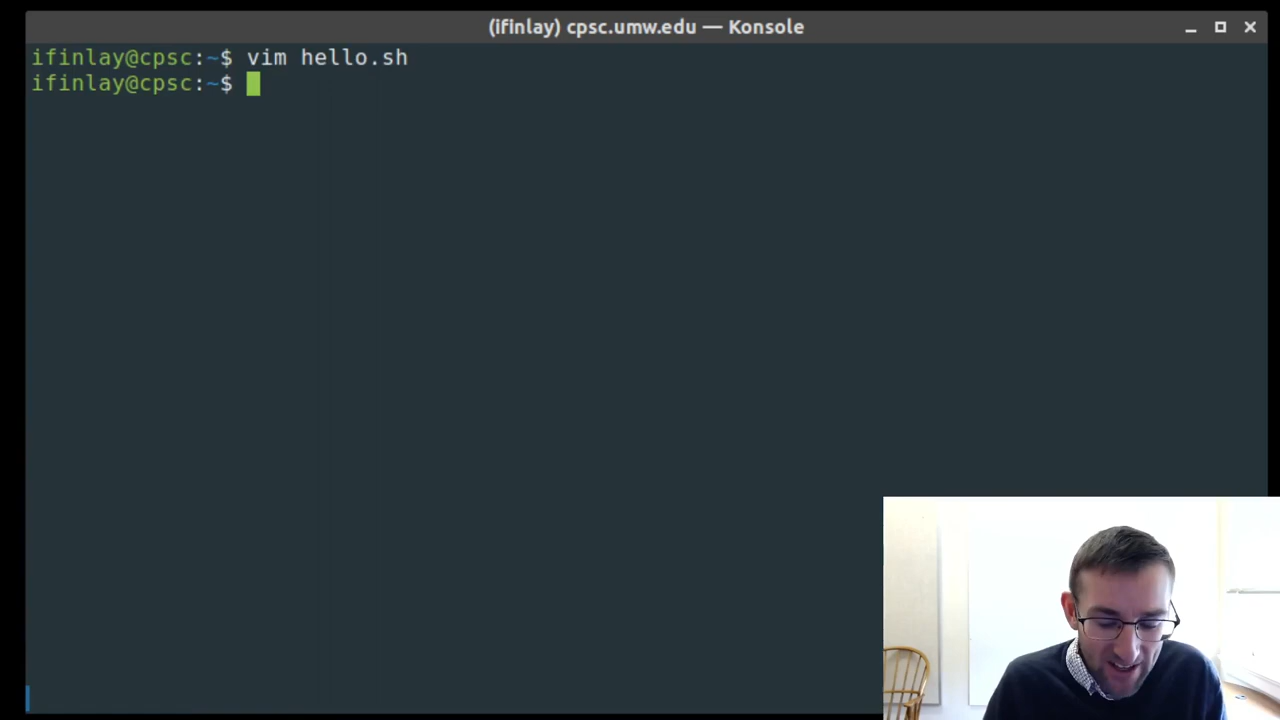 (ifinlay) cpsc.umw.edu — Konsole
ifinlay@cpsc:~$ vim hello.sh
ifinlay@cpsc:~$